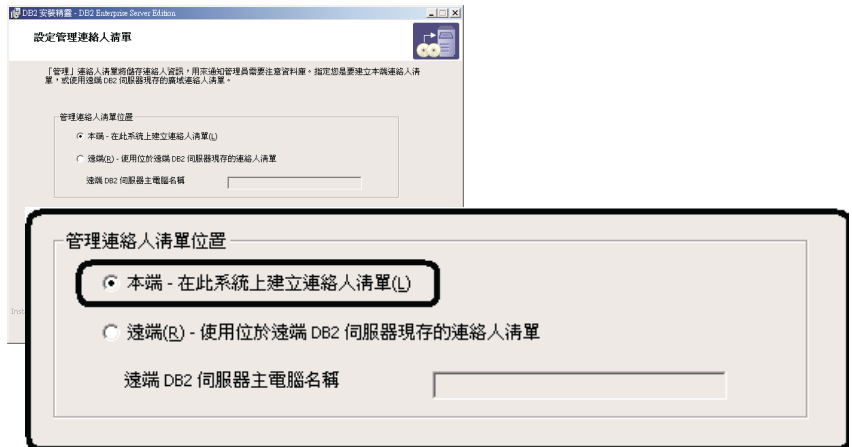 DB2 安裝精靈 - DB2 Enterprise Server Edition
設定管理連絡人清單
「管理」連絡人清單將儲存連絡人資訊，用來通知管理員需要注意資料庫。指定您是要建立本端連絡人清
單，或使用遠端 DB2 伺服器現存的廣域連絡人清單。
管理連絡人清單位置
本端 - 在此系統上建立連絡人清單(L)
遠端(R) - 使用位於遠端 DB2 伺服器現存的連絡人清單
遠端 DB2 伺服器主電腦名稱
管理連絡人清單位置
本端 - 在此系統上建立連絡人清單(L)
遠端(R) - 使用位於遠端 DB2 伺服器現存的連絡人清單
遠端 DB2 伺服器主電腦名稱